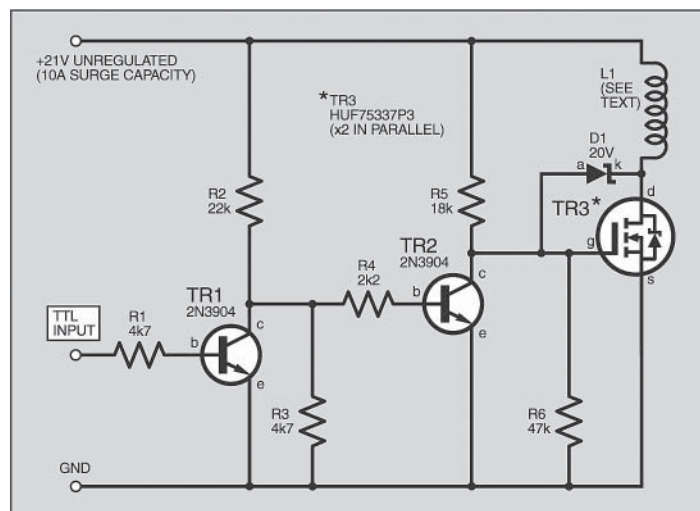 +21V UNREGULATED
(10A SURGE CAPACITY)
*TR3
HUF75337P3
(x2 IN PARALLEL)
L1
(SEE
TEXT)
D1
20V
a
k
R2
22k
R5
18k
TR3*
d
g
s
TR2
2N3904
R4
2k2
b
c
e
TR1
2N3904
TTL
INPUT
R1
4k7
b
c
e
R3
4k7
R6
47k
GND